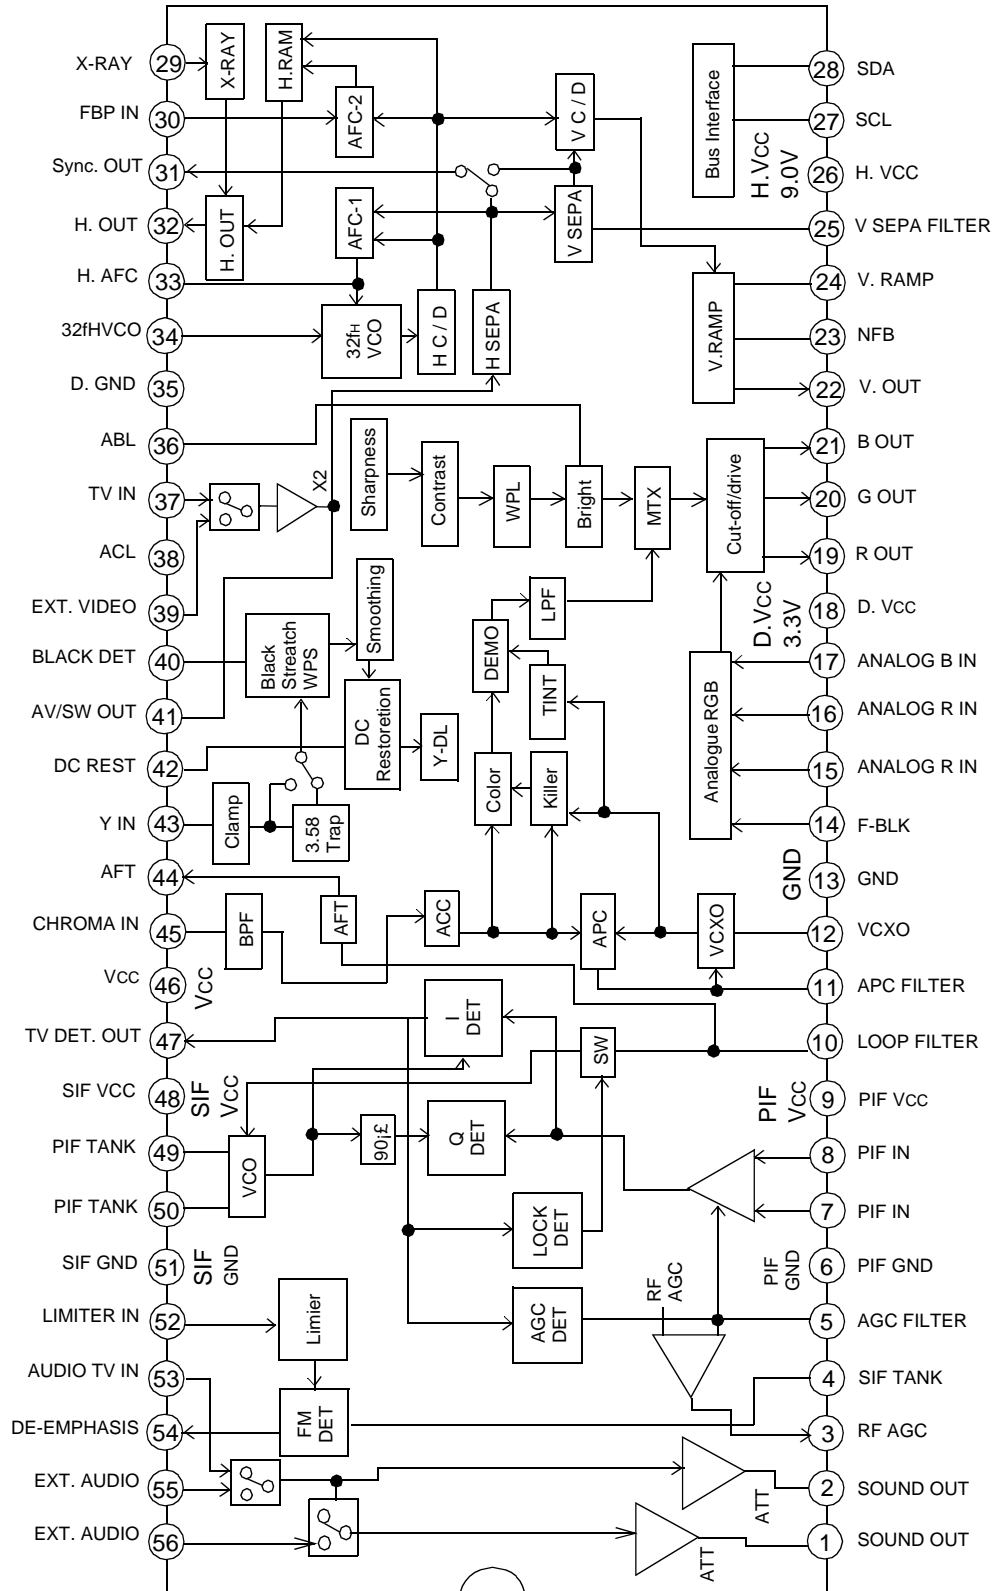 X-RAY 29
FBP IN 30
Sync. OUT 31
H. OUT 32
H. AFC 33
32fHVCO 34
D. GND 35
ABL 36
TV IN 37
ACL 38
EXT. VIDEO 39
BLACK DET 40
AV/SW OUT 41
DC REST 42
Y IN 43
AFT 44
CHROMA IN 45
VCC 46
TV DET. OUT 47
SIF VCC 48
PIF TANK 49
PIF TANK 50
SIF GND 51
LIMITER IN 52
AUDIO TV IN 53
DE-EMPHASIS 54
EXT. AUDIO 55
EXT. AUDIO 56
X-RAY
H.RAM
AFC-2
V C / D
Bus Interface
H.VCC
9.0V
H. OUT
AFC-1
V SEPA
32fH
VCO
H C / D
H SEPA
V.RAMP
X2
Sharpness
Contrast
WPL
Bright
MTX
Cut-off/drive
D.VCC
3.3V
Black
Streatch
WPS
Smoothing
DEMO
LPF
TINT
DC
Restoretion
Y-DL
Color
Killer
Analogue RGB
Clamp
3.58
Trap
GND
AFT
BPF
ACC
APC
VCXO
VCC
I
DET
SW
SIF
VCC
PIF
VCC
VCO
90¡£
Q
DET
LOCK
DET
SIF
GND
PIF
GND
RF
AGC
AGC
DET
Limier
FM
DET
ATT
ATT
28 SDA
27 SCL
26 H. VCC
25 V SEPA FILTER
24 V. RAMP
23 NFB
22 V. OUT
21 B OUT
20 G OUT
19 R OUT
18 D. VCC
17 ANALOG B IN
16 ANALOG R IN
15 ANALOG R IN
14 F-BLK
13 GND
12 VCXO
11 APC FILTER
10 LOOP FILTER
9 PIF VCC
8 PIF IN
7 PIF IN
6 PIF GND
5 AGC FILTER
4 SIF TANK
3 RF AGC
2 SOUND OUT
1 SOUND OUT